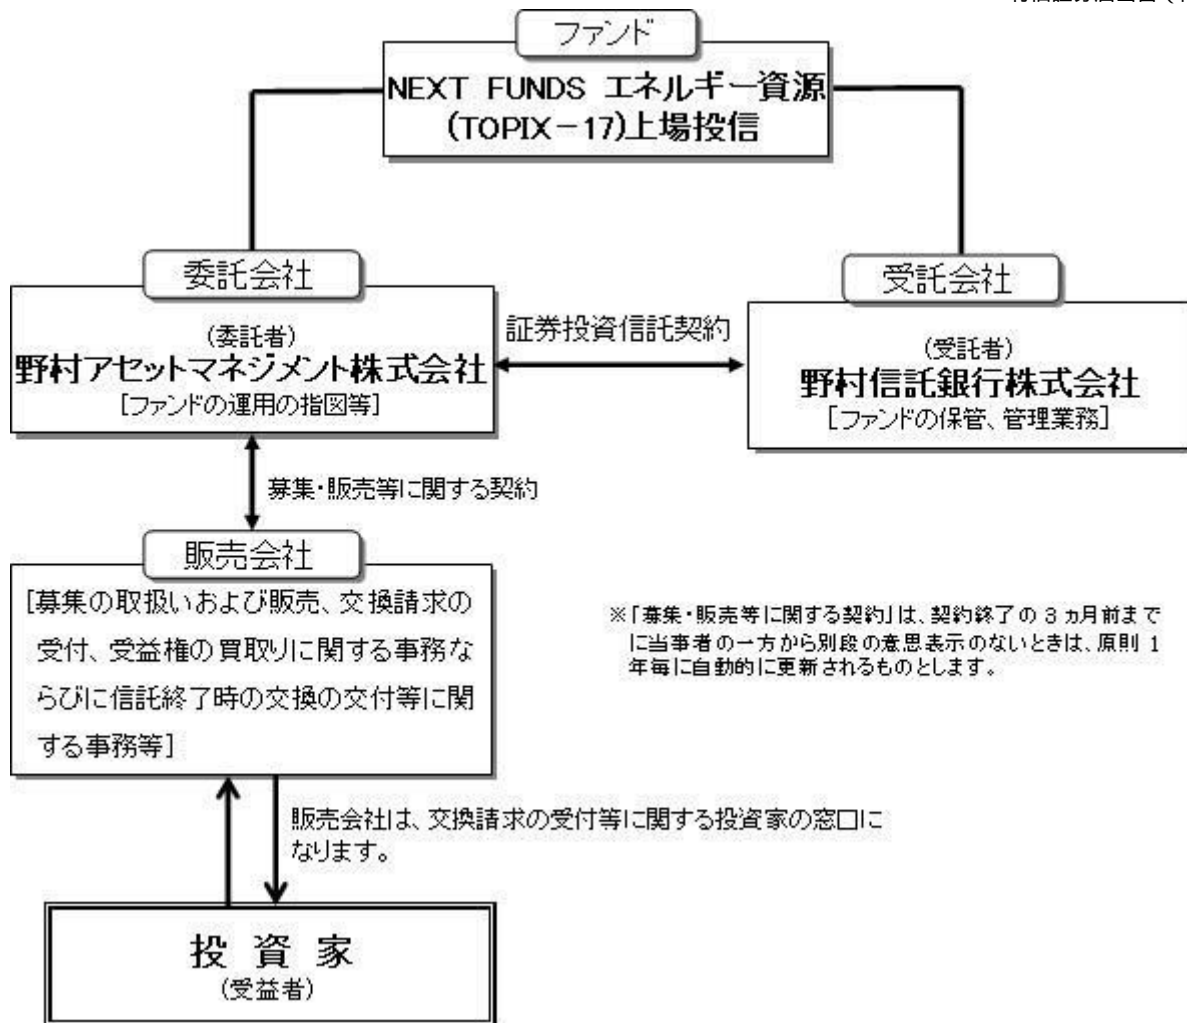 ファンド
NEXT FUNDS エネルギー資源
(TOPIX－17)上場投信
委託会社
(委託者)
野村アセットマネジメント株式会社
[ファンドの運用の指図等]
証券投資信託契約
受託会社
(受託者)
野村信託銀行株式会社
[ファンドの保管、管理業務]
募集・販売等に関する契約
販売会社
[募集の取扱いおよび販売、交換請求の
受付、受益権の買取りに関する事務な
らびに信託終了時の交換の交付等に関
する事務等]
※「募集・販売等に関する契約」は、契約終了の 3 ヵ月前まで
に当事者の一方から別段の意思表示のないときは、原則 1
年毎に自動的に更新されるものとします。
販売会社は、交換請求の受付等に関する投資家の窓口に
なります。
投 資 家
(受益者)